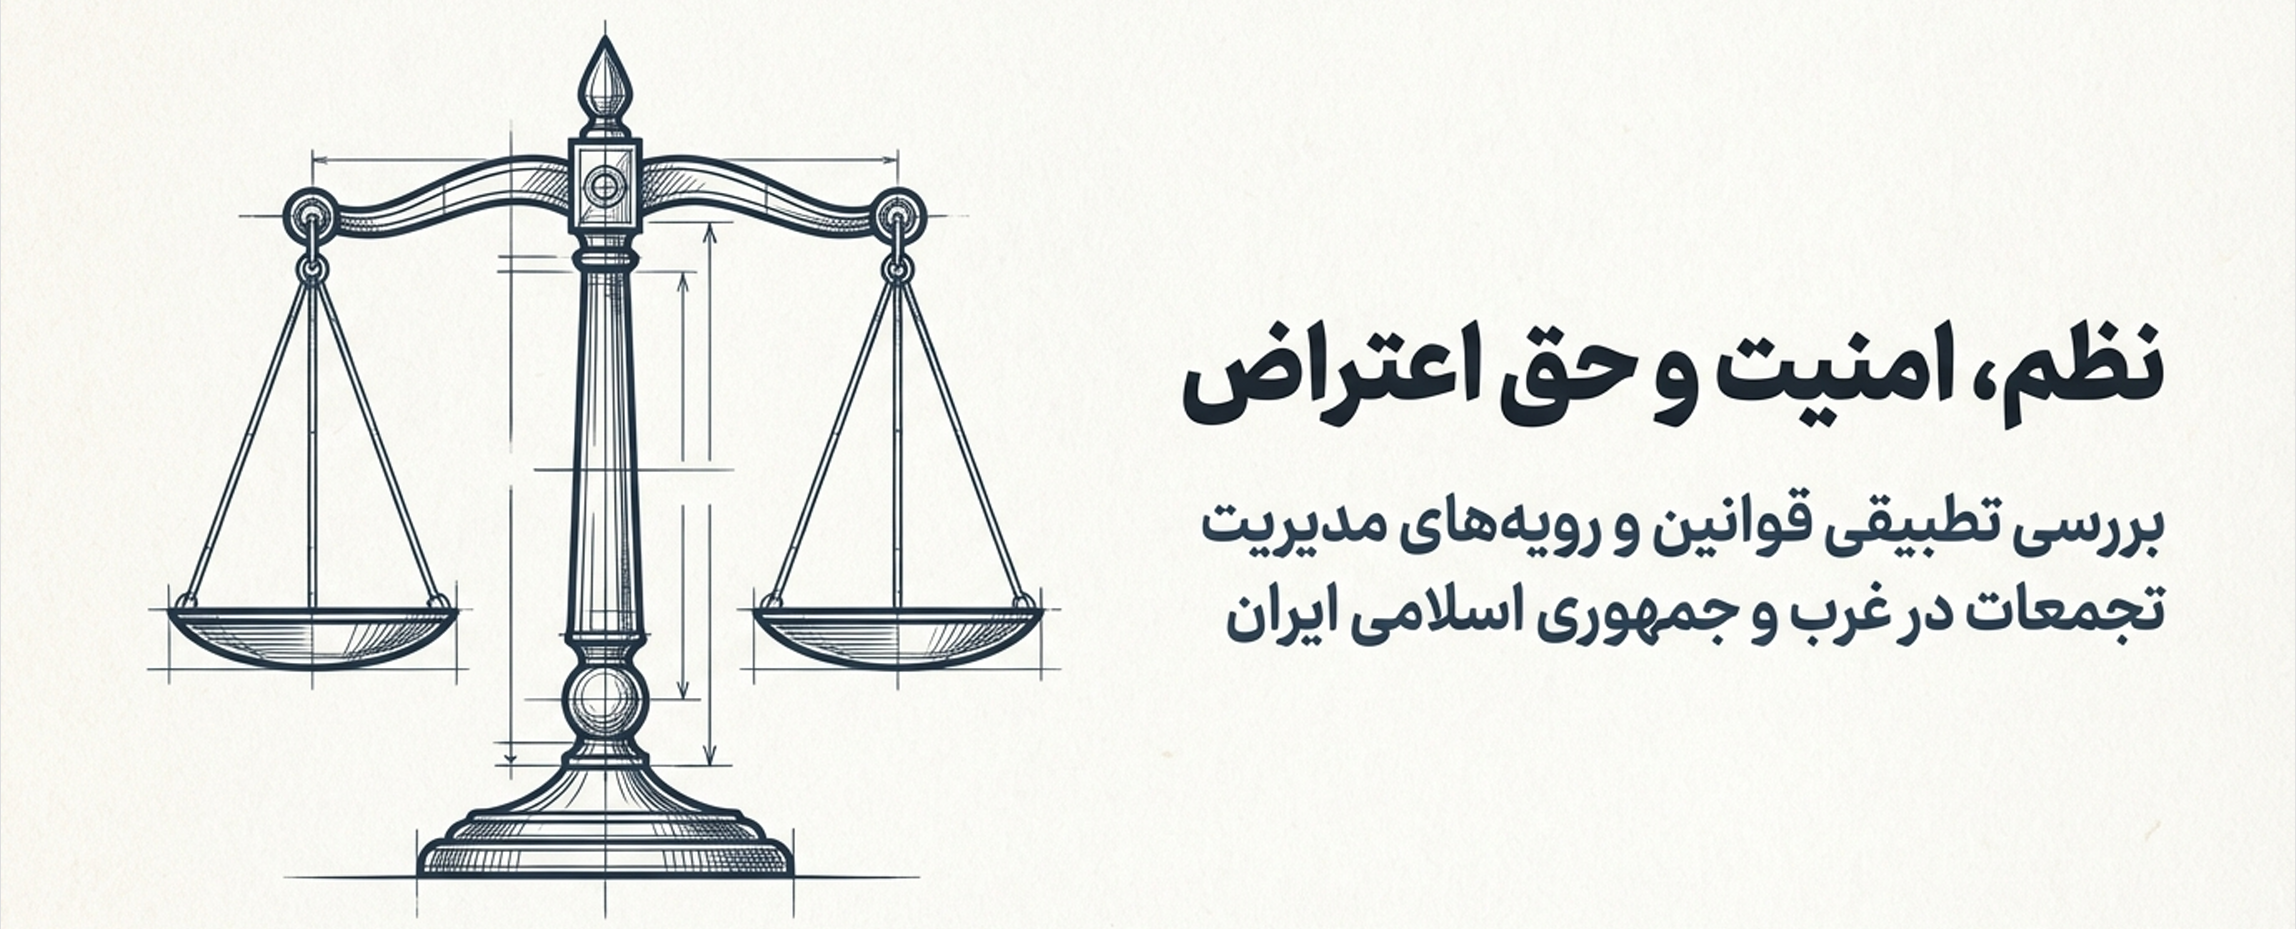 نظم، امنیت و حق اعتراض
بررسی تطبیقی قوانین و رویه‌های مدیریت
تجمعات در غرب و جمهوری اسلامی ایران